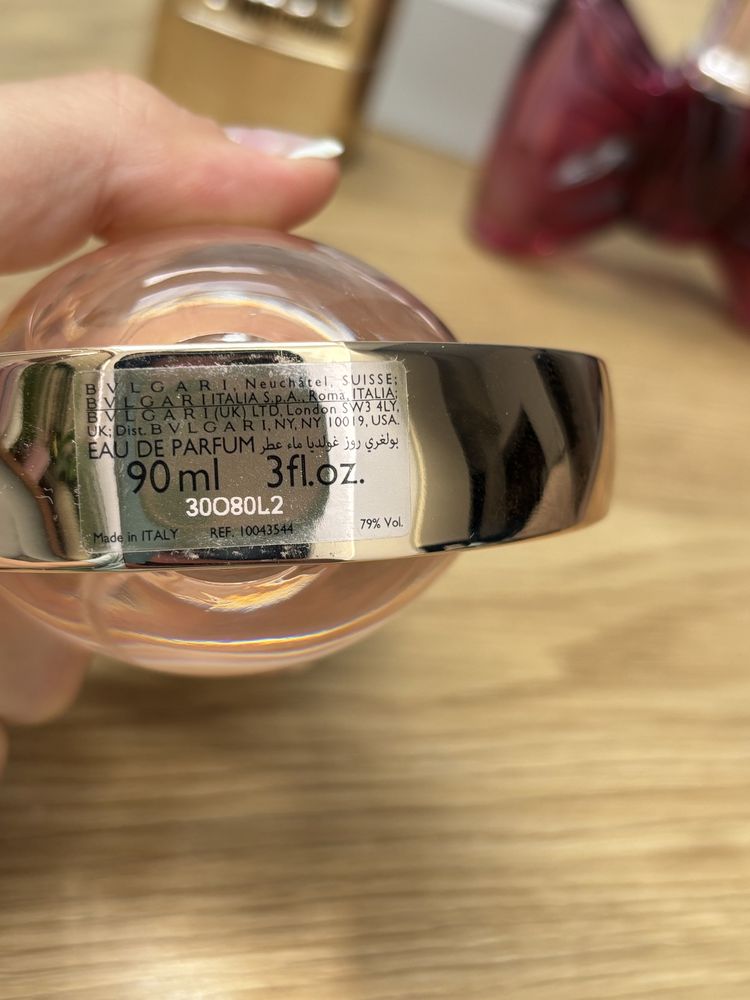 BVLGARI, Neuchâtel, SUISSE;
BVLGARI ITALIA S.p.A., Roma, ITALIA;
BVLGARI (UK) LTD, London SW3 4LY,
UK; Dist. BVLGARI, NY, NY 10019, USA.
EAU DE PARFUM بولغري روز غولديا ماء عطر
90 ml 3fl.oz.
30O80L2
79% Vol.
Made in ITALY REF. 10043544